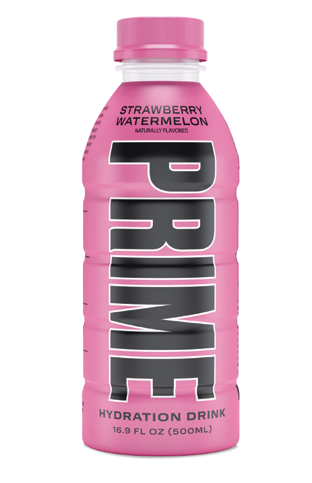 STRAWBERRY
WATERMELON
NATURALLY FLAVORED
PRIME
HYDRATION DRINK
16.9 FL OZ (500ML)